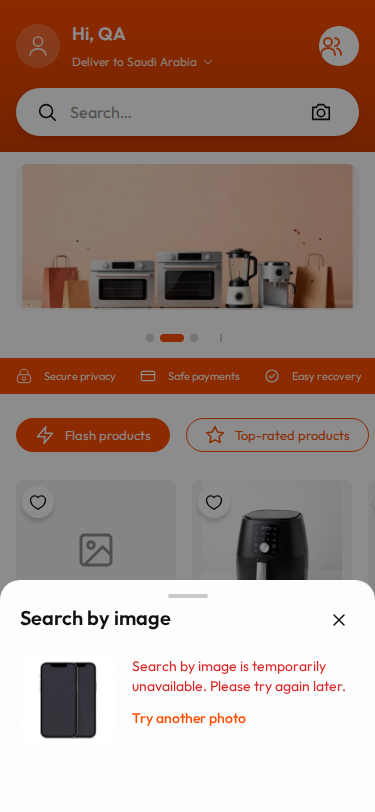 Hi, QA
Deliver to Saudi Arabia
Search...
Secure privacy
Safe payments
Easy recovery
Flash products
Top-rated products
Search by image
Search by image is temporarily
unavailable. Please try again later.
Try another photo